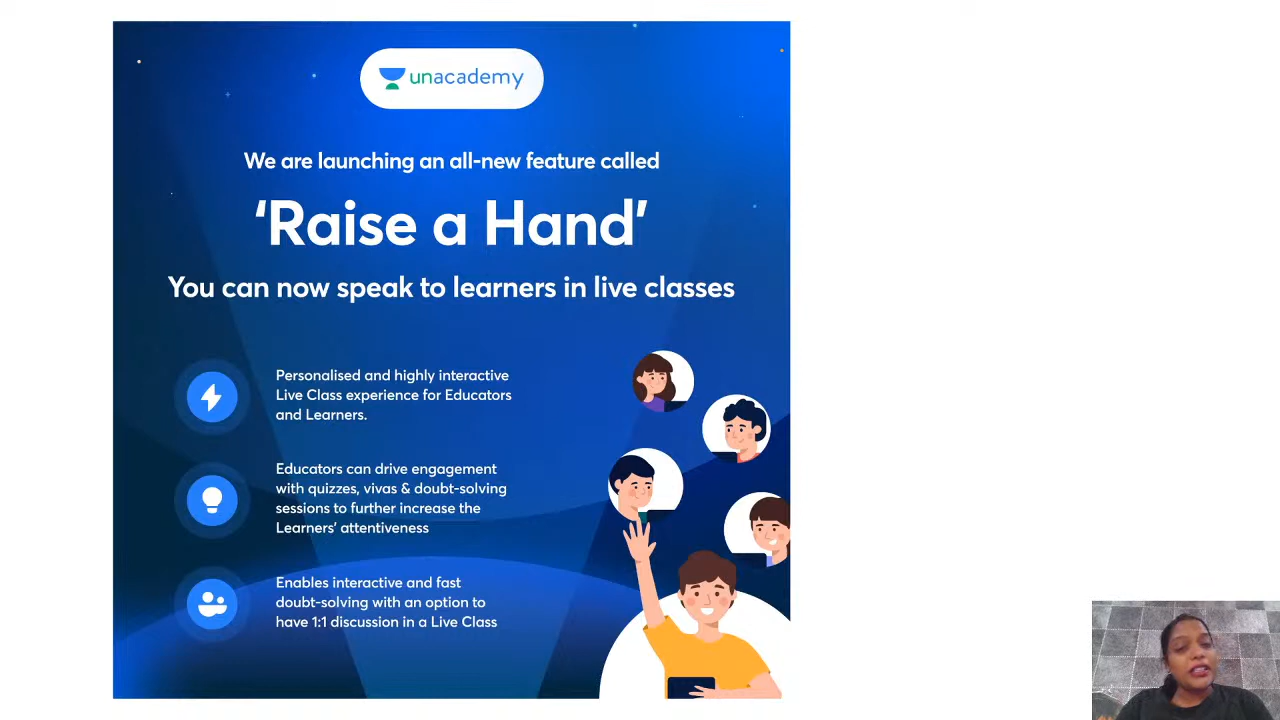 unacademy
We are launching an all-new feature called
‘Raise a Hand’
You can now speak to learners in live classes
Personalised and highly interactive
Live Class experience for Educators
and Learners.
Educators can drive engagement
with quizzes, vivas & doubt-solving
sessions to further increase the
Learners’ attentiveness
Enables interactive and fast
doubt-solving with an option to
have 1:1 discussion in a Live Class